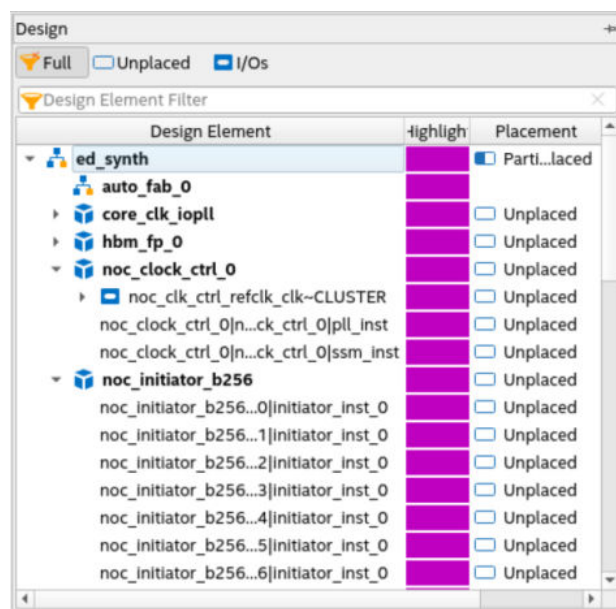 Design
Full Unplaced I/Os
Design Element Filter
Design Element Highligh Placement
ed_synth Parti...laced
auto_fab_0
core_clk_iopll Unplaced
hbm_fp_0 Unplaced
noc_clock_ctrl_0 Unplaced
noc_clk_ctrl_refclk_clk~CLUSTER Unplaced
noc_clock_ctrl_0|n...ck_ctrl_0|pll_inst Unplaced
noc_clock_ctrl_0|n...ck_ctrl_0|ssm_inst Unplaced
noc_initiator_b256 Unplaced
noc_initiator_b256...0|initiator_inst_0 Unplaced
noc_initiator_b256...1|initiator_inst_0 Unplaced
noc_initiator_b256...2|initiator_inst_0 Unplaced
noc_initiator_b256...3|initiator_inst_0 Unplaced
noc_initiator_b256...4|initiator_inst_0 Unplaced
noc_initiator_b256...5|initiator_inst_0 Unplaced
noc_initiator_b256...6|initiator_inst_0 Unplaced